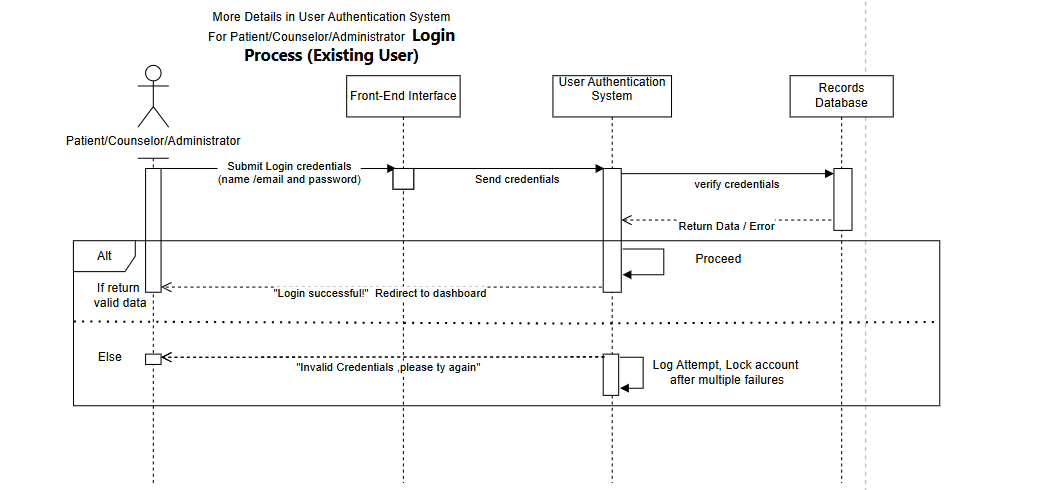 More Details in User Authentication System
For Patient/Counselor/Administrator Login
Process (Existing User)
Front-End Interface
User Authentication
System
Records
Database
Patient/Counselor/Administrator
Submit Login credentials
(name /email and password)
Send credentials
verify credentials
Return Data / Error
Alt
Proceed
If return
valid data
"Login successful!" Redirect to dashboard
Else
"Invalid Credentials ,please ty again"
Log Attempt, Lock account
after multiple failures